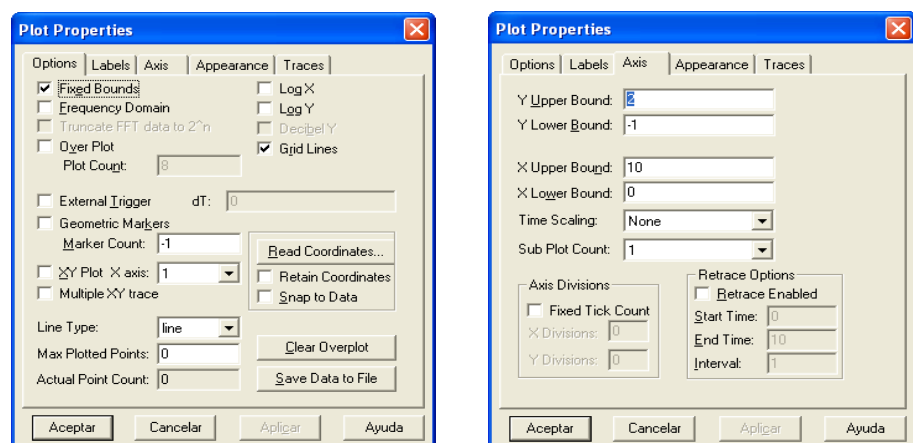 Plot Properties
Options Labels Axis Appearance Traces
Fixed Bounds Log X
Frequency Domain Log Y
Truncate FFT data to 2^n Decibel Y
Over Plot Grid Lines
Plot Count: 8
External Trigger dT: 0
Geometric Markers
Marker Count: -1
Read Coordinates...
XY Plot X axis: 1 Retain Coordinates
Multiple XY trace Snap to Data
Line Type: line
Max Plotted Points: 0 Clear Overplot
Actual Point Count: 0 Save Data to File
Aceptar Cancelar Aplicar Ayuda
Plot Properties
Options Labels Axis Appearance Traces
Y Upper Bound: 2
Y Lower Bound: -1
X Upper Bound: 10
X Lower Bound: 0
Time Scaling: None
Sub Plot Count: 1
Axis Divisions
Fixed Tick Count
X Divisions: 0
Y Divisions: 0
Retrace Options
Retrace Enabled
Start Time: 0
End Time: 10
Interval: 1
Aceptar Cancelar Aplicar Ayuda